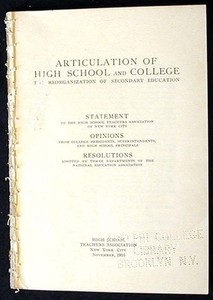 ARTICULATION OF
HIGH SCHOOL AND COLLEGE
REORGANIZATION OF SECONDARY EDUCATION
STATEMENT
OF THE HIGH SCHOOL TEACHERS ASSOCIATION
OF NEW YORK CITY
OPINIONS
FROM COLLEGE PRESIDENTS, SUPERINTENDENTS,
AND HIGH SCHOOL PRINCIPALS
RESOLUTIONS
ADOPTED BY THREE DEPARTMENTS OF THE
NATIONAL EDUCATION ASSOCIATION
HIGH SCHOOL
TEACHERS ASSOCIATION
NEW YORK CITY
NOVEMBER,
COLLEGE
LIBRARY
BROOKLYN N.Y.